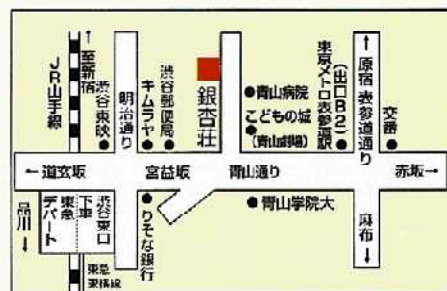 JR山手線
↑至新宿
渋谷東映
明治通り
キムラヤ
渋谷郵便局
銀杏荘
青山病院
こどもの城
(青山劇場)
東京メトロ表参道駅
(出口B2)
原宿表参道通り
交番
←道玄坂
宮益坂
青山通り
赤坂→
品川↓
東急デパート
渋谷東口下車
りそな銀行
青山学院大
麻布↓
東急東横線